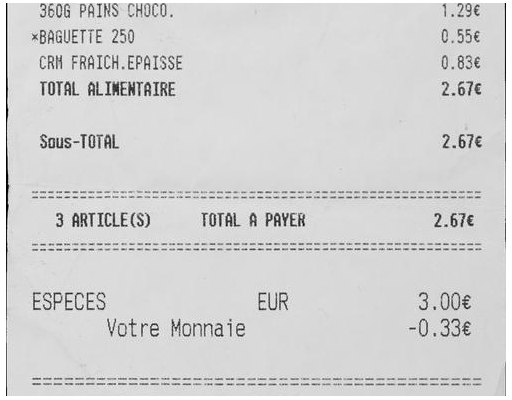 360G PAINS CHOCO. 1.29€
*BAGUETTE 250 0.55€
CRM FRAICH.EPAISSE 0.83€
TOTAL ALIMENTAIRE 2.67€
Sous-TOTAL 2.67€
================================================
3 ARTICLE(S) TOTAL A PAYER 2.67€
================================================
ESPECES EUR 3.00€
Votre Monnaie -0.33€
================================================